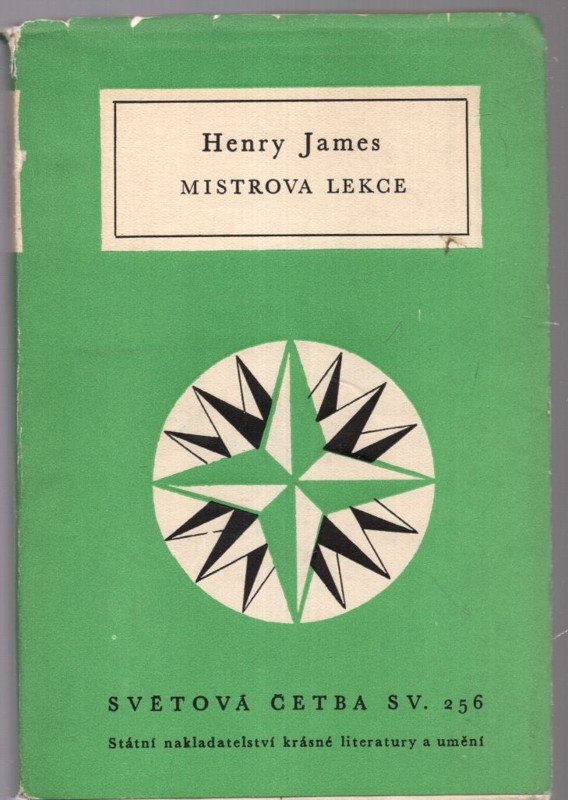 Henry James
MISTROVA LEKCE
SVĚTOVÁ ČETBA SV. 256
Státní nakladatelství krásné literatury a umění